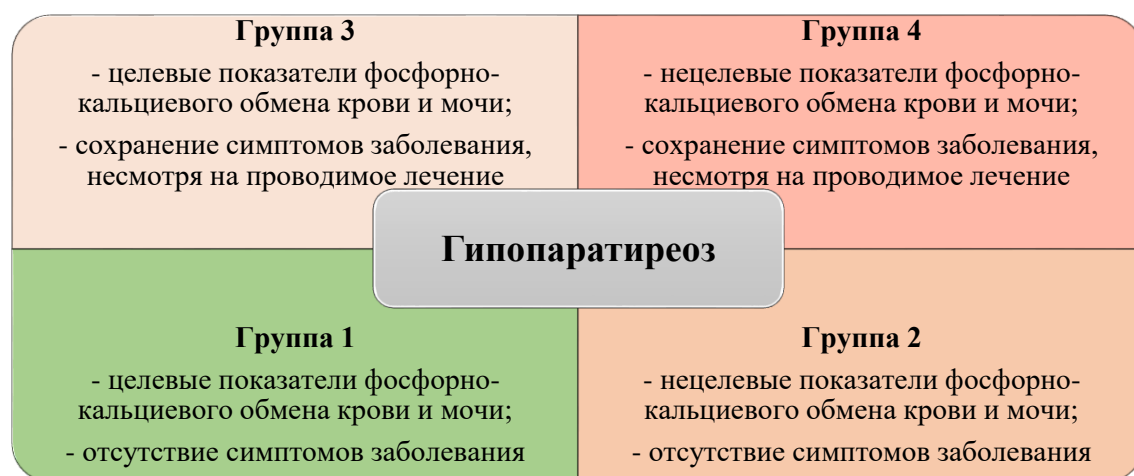 Группа 3
- целевые показатели фосфорно-
кальциевого обмена крови и мочи;
- сохранение симптомов заболевания,
несмотря на проводимое лечение
Группа 4
- нецелевые показатели фосфорно-
кальциевого обмена крови и мочи;
- сохранение симптомов заболевания,
несмотря на проводимое лечение
Гипопаратиреоз
Группа 1
- целевые показатели фосфорно-
кальциевого обмена крови и мочи;
- отсутствие симптомов заболевания
Группа 2
- нецелевые показатели фосфорно-
кальциевого обмена крови и мочи;
- отсутствие симптомов заболевания